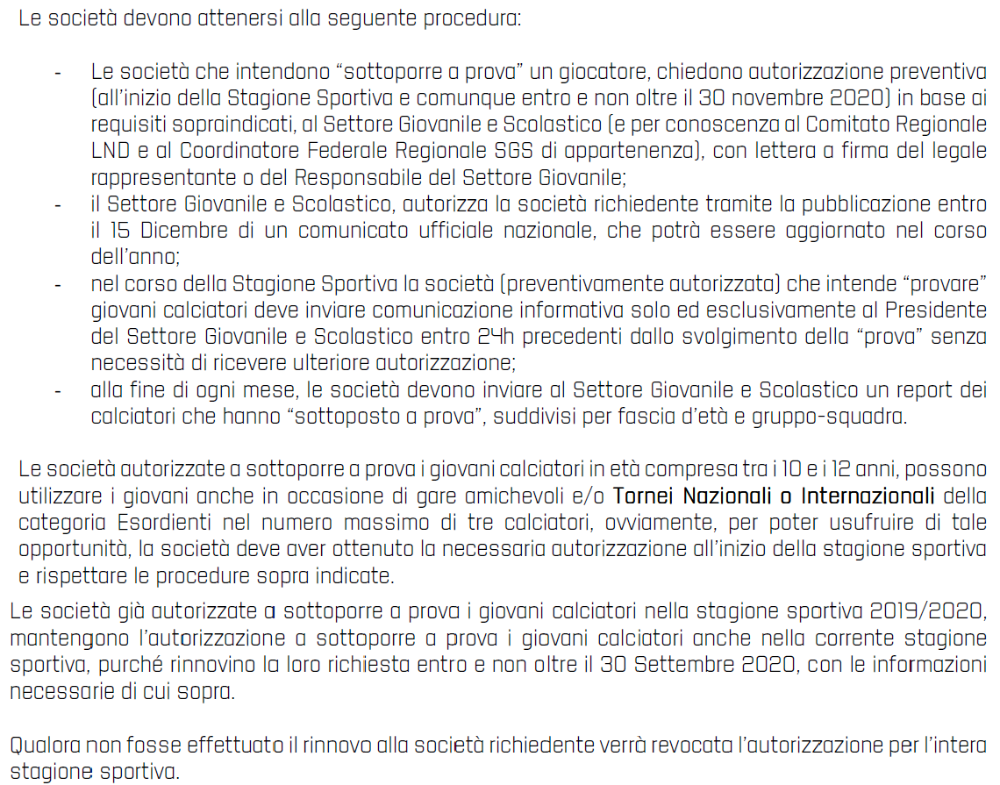 Le società devono attenersi alla seguente procedura:
- Le società che intendono “sottoporre a prova” un giocatore, chiedono autorizzazione preventiva
(all’inizio della Stagione Sportiva e comunque entro e non oltre il 30 novembre 2020) in base ai
requisiti sopraindicati, al Settore Giovanile e Scolastico (e per conoscenza al Comitato Regionale
LND e al Coordinatore Federale Regionale SGS di appartenenza), con lettera a firma del legale
rappresentante o del Responsabile del Settore Giovanile;
- il Settore Giovanile e Scolastico, autorizza la società richiedente tramite la pubblicazione entro
il 15 Dicembre di un comunicato ufficiale nazionale, che potrà essere aggiornato nel corso
dell’anno;
- nel corso della Stagione Sportiva la società (preventivamente autorizzata) che intende “provare”
giovani calciatori deve inviare comunicazione informativa solo ed esclusivamente al Presidente
del Settore Giovanile e Scolastico entro 24h precedenti dallo svolgimento della “prova” senza
necessità di ricevere ulteriore autorizzazione;
- alla fine di ogni mese, le società devono inviare al Settore Giovanile e Scolastico un report dei
calciatori che hanno “sottoposto a prova”, suddivisi per fascia d’età e gruppo-squadra.
Le società autorizzate a sottoporre a prova i giovani calciatori in età compresa tra i 10 e i 12 anni, possono
utilizzare i giovani anche in occasione di gare amichevoli e/o Tornei Nazionali o Internazionali della
categoria Esordienti nel numero massimo di tre calciatori, ovviamente, per poter usufruire di tale
opportunità, la società deve aver ottenuto la necessaria autorizzazione all’inizio della stagione sportiva
e rispettare le procedure sopra indicate.
Le società già autorizzate a sottoporre a prova i giovani calciatori nella stagione sportiva 2019/2020,
mantengono l’autorizzazione a sottoporre a prova i giovani calciatori anche nella corrente stagione
sportiva, purché rinnovino la loro richiesta entro e non oltre il 30 Settembre 2020, con le informazioni
necessarie di cui sopra.
Qualora non fosse effettuato il rinnovo alla società richiedente verrà revocata l’autorizzazione per l’intera
stagione sportiva.